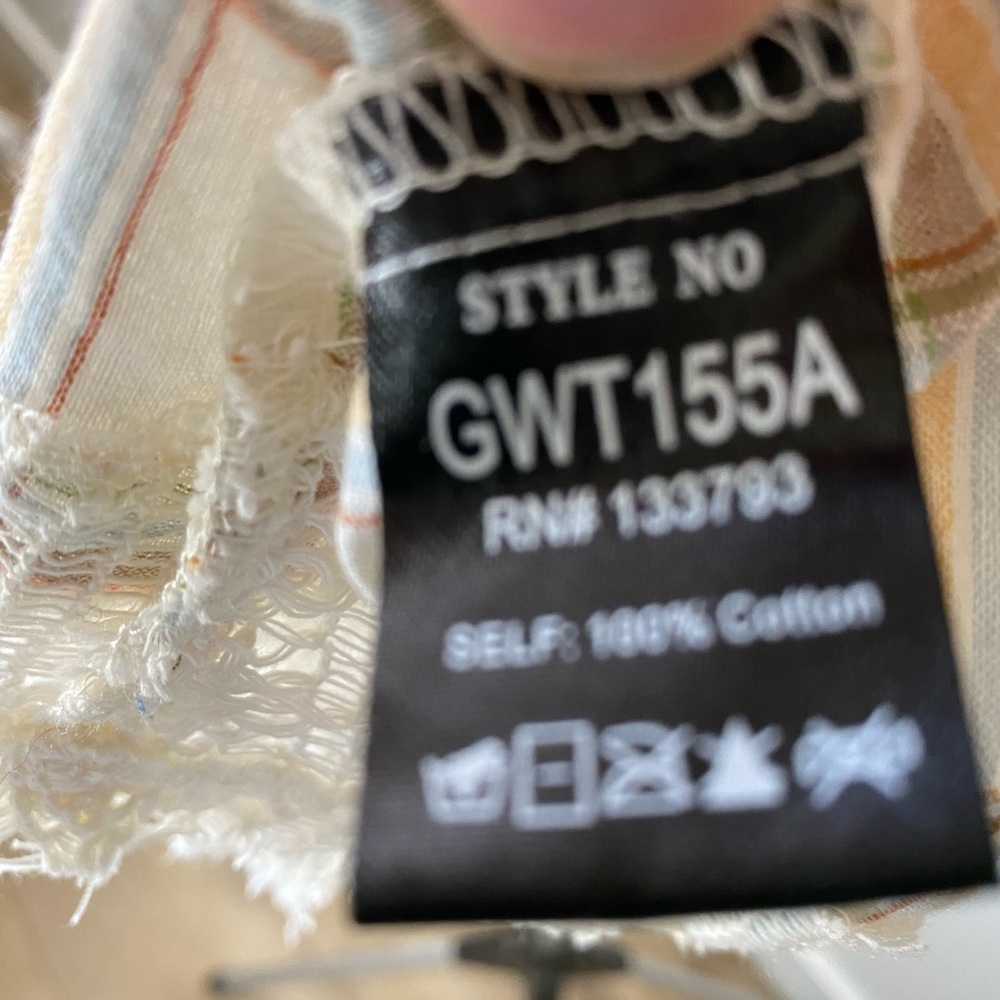 STYLE NO
GWT155A
RN# 133793
SELF: 100% Cotton